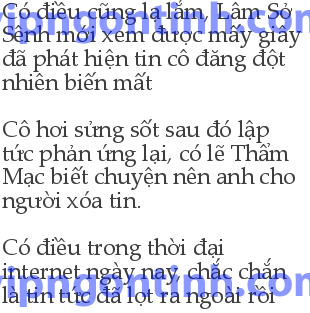 Có điều cũng lạ lắm, Lâm Sở
Sênh mới xem được mấy giây
đã phát hiện tin cô đăng đột
nhiên biến mất
Cô hơi sửng sốt sau đó lập
tức phản ứng lại, có lẽ Thẩm
Mạc biết chuyện nên anh cho
người xóa tin.
Có điều trong thời đại
internet ngày nay, chắc chắn
là tin tức đã lọt ra ngoài rồi